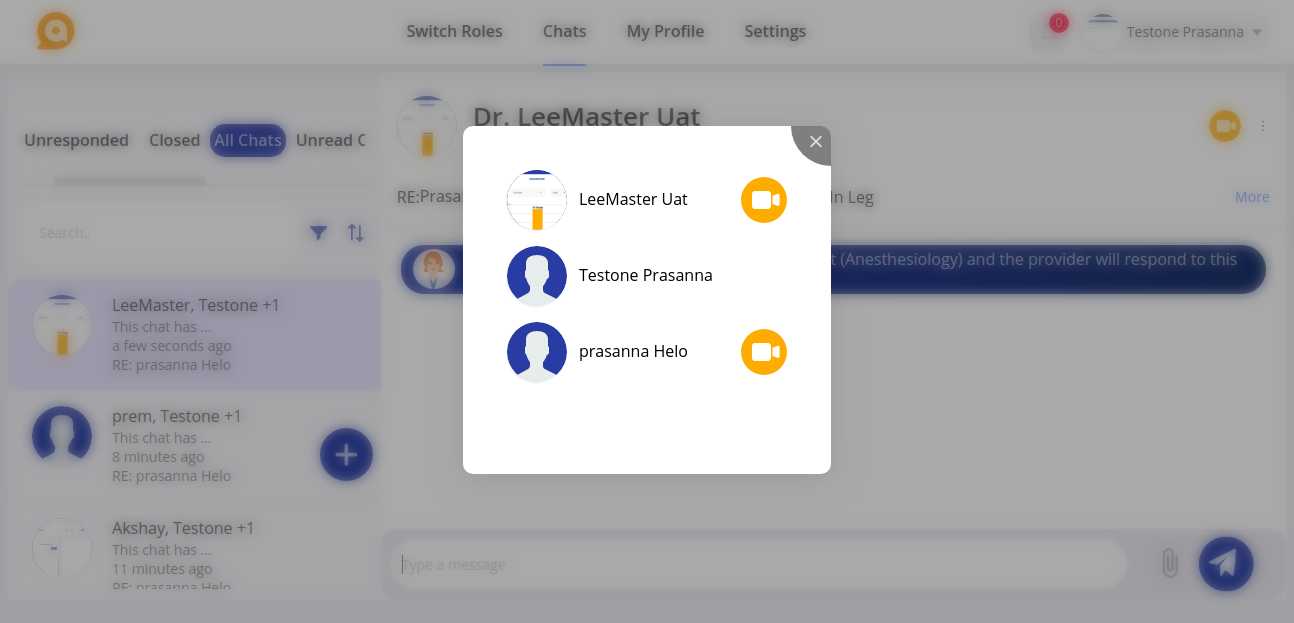 Switch Roles
Chats
My Profile
Settings
0
Testone Prasanna
Unresponded
Closed
All Chats
Unread C
Search..
LeeMaster, Testone +1
This chat has ...
a few seconds ago
RE: prasanna Helo
prem, Testone +1
This chat has ...
8 minutes ago
RE: prasanna Helo
Akshay, Testone +1
This chat has ...
11 minutes ago
RE: prasanna Helo
Dr. LeeMaster Uat
RE:Prasa
In Leg
More
t (Anesthesiology) and the provider will respond to this
LeeMaster Uat
Testone Prasanna
prasanna Helo
Type a message